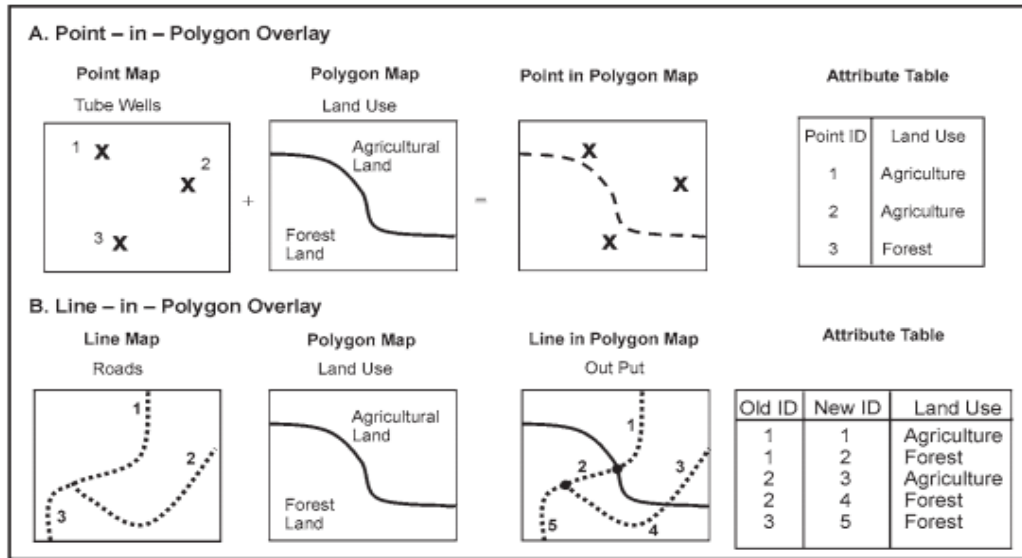 A. Point – in – Polygon Overlay
Point Map
Tube Wells
1 X
2 X
3 X
+
Polygon Map
Land Use
Agricultural
Land
Forest
Land
=
Point in Polygon Map
X
X
X
Attribute Table
Point ID Land Use
1 Agriculture
2 Agriculture
3 Forest
B. Line – in – Polygon Overlay
Line Map
Roads
1
2
3
Polygon Map
Land Use
Agricultural
Land
Forest
Land
Line in Polygon Map
Out Put
1
2 3
5 4
Attribute Table
Old ID New ID Land Use
1 1 Agriculture
1 2 Forest
2 3 Agriculture
2 4 Forest
3 5 Forest